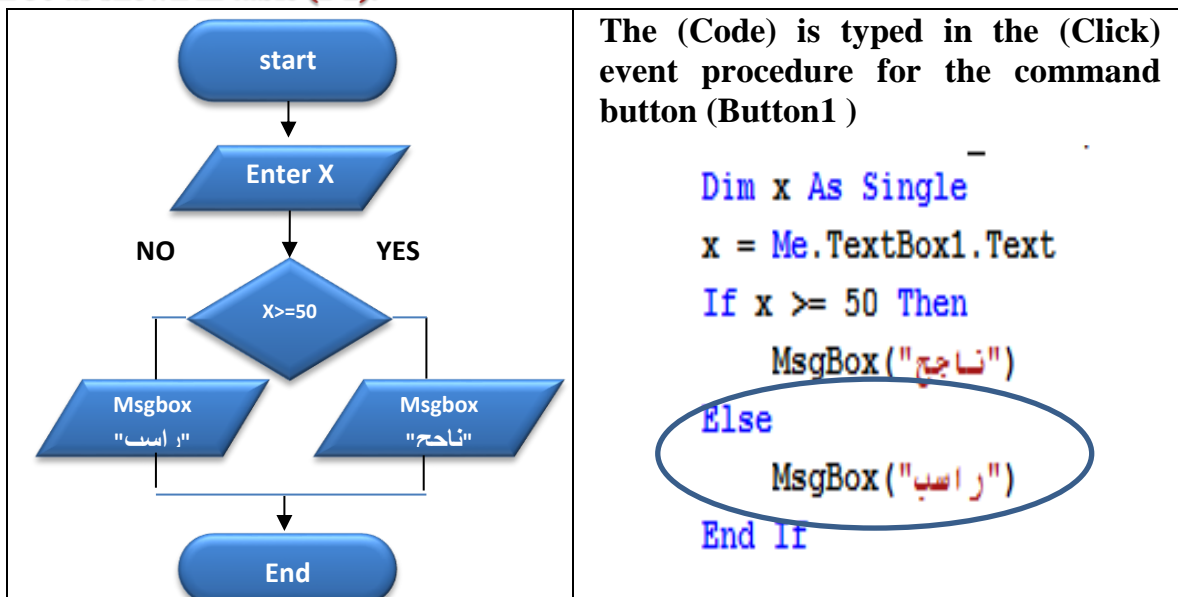 start
Enter X
NO
YES
X>=50
Msgbox
"راسب"
Msgbox
"ناجح"
End
The (Code) is typed in the (Click)
event procedure for the command
button (Button1 )
Dim x As Single
x = Me.TextBox1.Text
If x >= 50 Then
MsgBox("ناجح")
Else
MsgBox("راسب")
End If